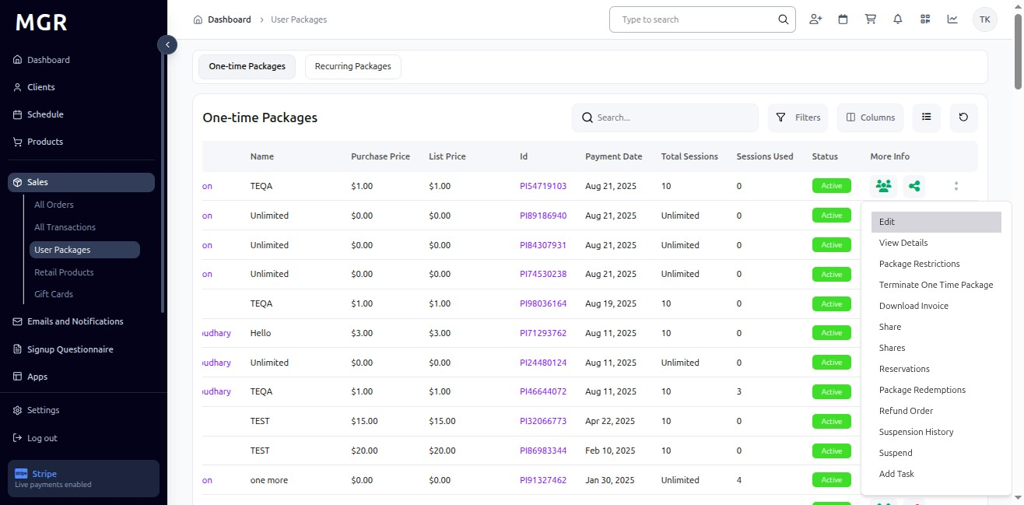 MGR
Dashboard
Clients
Schedule
Products
Sales
All Orders
All Transactions
User Packages
Retail Products
Gift Cards
Emails and Notifications
Signup Questionnaire
Apps
Settings
Log out
stripe Stripe
Live payments enabled
Dashboard > User Packages
Type to search
TK
One-time Packages Recurring Packages
One-time Packages
Search...
Filters
Columns
Name Purchase Price List Price Id Payment Date Total Sessions Sessions Used Status More Info
on TEQA $1.00 $1.00 PI54719103 Aug 21, 2025 10 0 Active
on Unlimited $0.00 $0.00 PI89186940 Aug 21, 2025 Unlimited 0 Active
on Unlimited $0.00 $0.00 PI84307931 Aug 21, 2025 Unlimited 0 Active
on Unlimited $0.00 $0.00 PI74530238 Aug 21, 2025 Unlimited 0 Active
TEQA $1.00 $1.00 PI98036164 Aug 19, 2025 10 0 Active
oudhary Hello $3.00 $3.00 PI71293762 Aug 11, 2025 10 0 Active
Unlimited $0.00 $0.00 PI24480124 Aug 11, 2025 Unlimited 0 Active
oudhary TEQA $1.00 $1.00 PI46644072 Aug 11, 2025 10 3 Active
TEST $15.00 $15.00 PI32066773 Apr 22, 2025 10 0 Active
TEST $20.00 $20.00 PI86983344 Feb 10, 2025 10 0 Active
on one more $0.00 $0.00 PI91327462 Jan 30, 2025 Unlimited 4 Active
Edit
View Details
Package Restrictions
Terminate One Time Package
Download Invoice
Share
Shares
Reservations
Package Redemptions
Refund Order
Suspension History
Suspend
Add Task